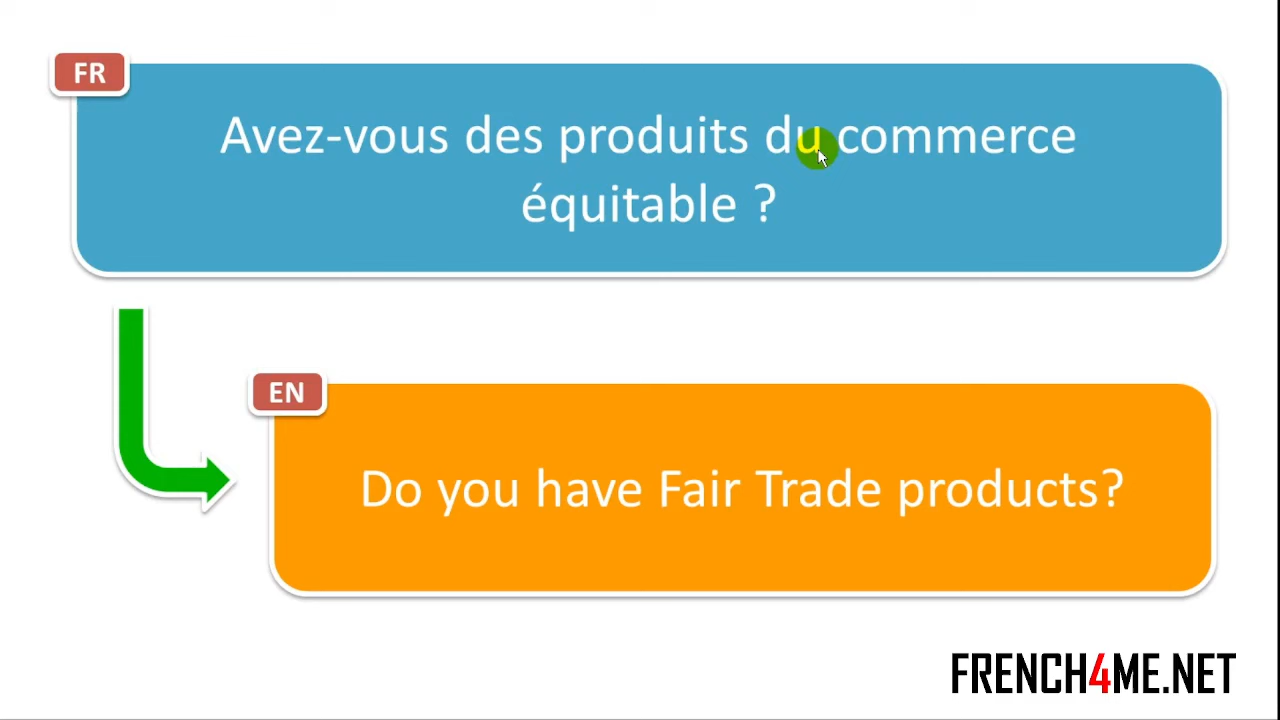 FR
Avez-vous des produits du commerce
équitable ?
EN
Do you have Fair Trade products?
FRENCH4ME.NET